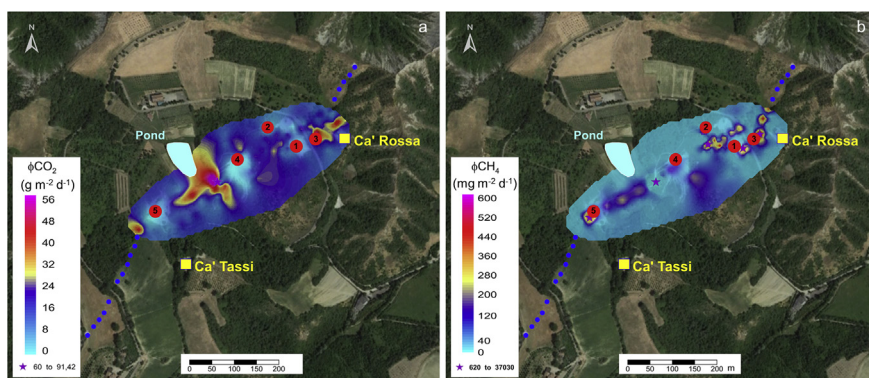 a
N
Pond
1
2
3
4
5
Ca' Rossa
Ca' Tassi
ϕCO₂
(g m⁻² d⁻¹)
56
48
40
32
28
24
16
8
0
★ 60 to 91,42
0 50 100 150 200
b
N
Pond
1
2
3
4
5
Ca' Rossa
Ca' Tassi
ϕCH₄
(mg m⁻² d⁻¹)
600
520
440
360
280
200
120
40
0
★ 620 to 37030
0 50 100 150 200 m